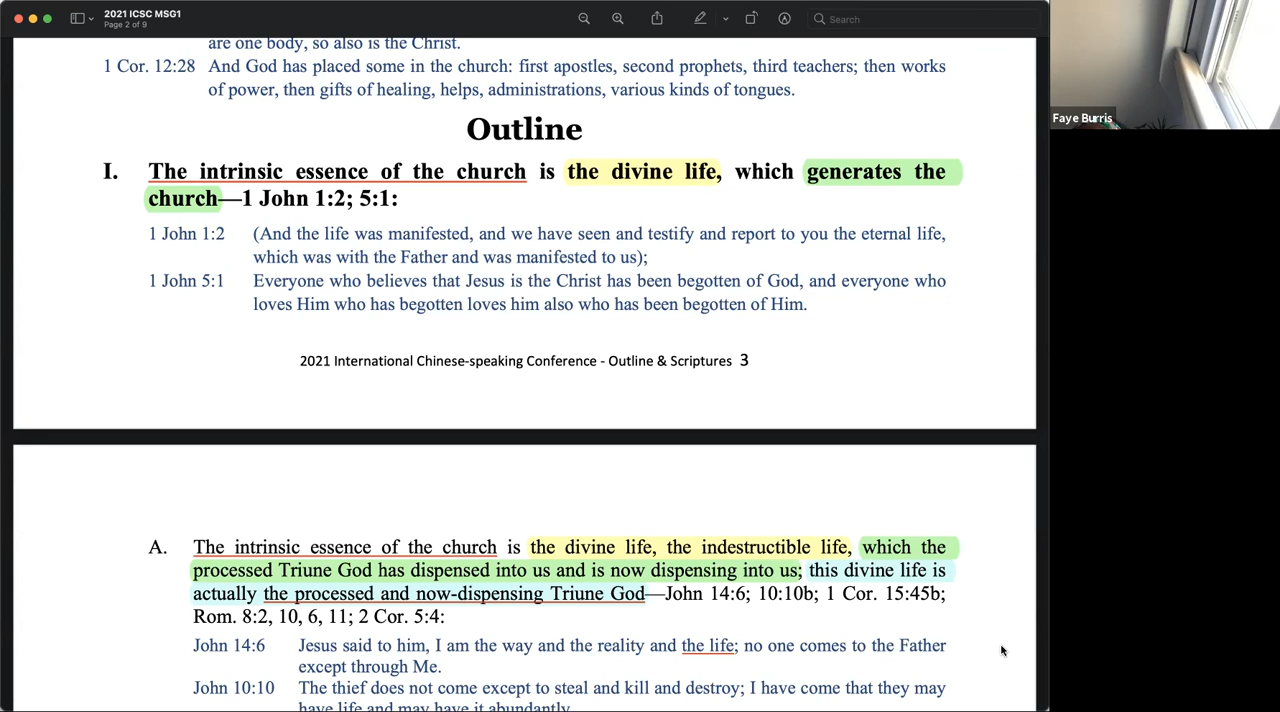 2021 ICSC MSG1
Page 2 of 9
Search
are one body, so also is the Christ.
1 Cor. 12:28 And God has placed some in the church: first apostles, second prophets, third teachers; then works
of power, then gifts of healing, helps, administrations, various kinds of tongues.
Outline
I. The intrinsic essence of the church is the divine life, which generates the
church—1 John 1:2; 5:1:
1 John 1:2 (And the life was manifested, and we have seen and testify and report to you the eternal life,
which was with the Father and was manifested to us);
1 John 5:1 Everyone who believes that Jesus is the Christ has been begotten of God, and everyone who
loves Him who has begotten loves him also who has been begotten of Him.
2021 International Chinese-speaking Conference - Outline & Scriptures 3
A. The intrinsic essence of the church is the divine life, the indestructible life, which the
processed Triune God has dispensed into us and is now dispensing into us; this divine life is
actually the processed and now-dispensing Triune God—John 14:6; 10:10b; 1 Cor. 15:45b;
Rom. 8:2, 10, 6, 11; 2 Cor. 5:4:
John 14:6 Jesus said to him, I am the way and the reality and the life; no one comes to the Father
except through Me.
John 10:10 The thief does not come except to steal and kill and destroy; I have come that they may
have life and may have it abundantly.
Faye Burris